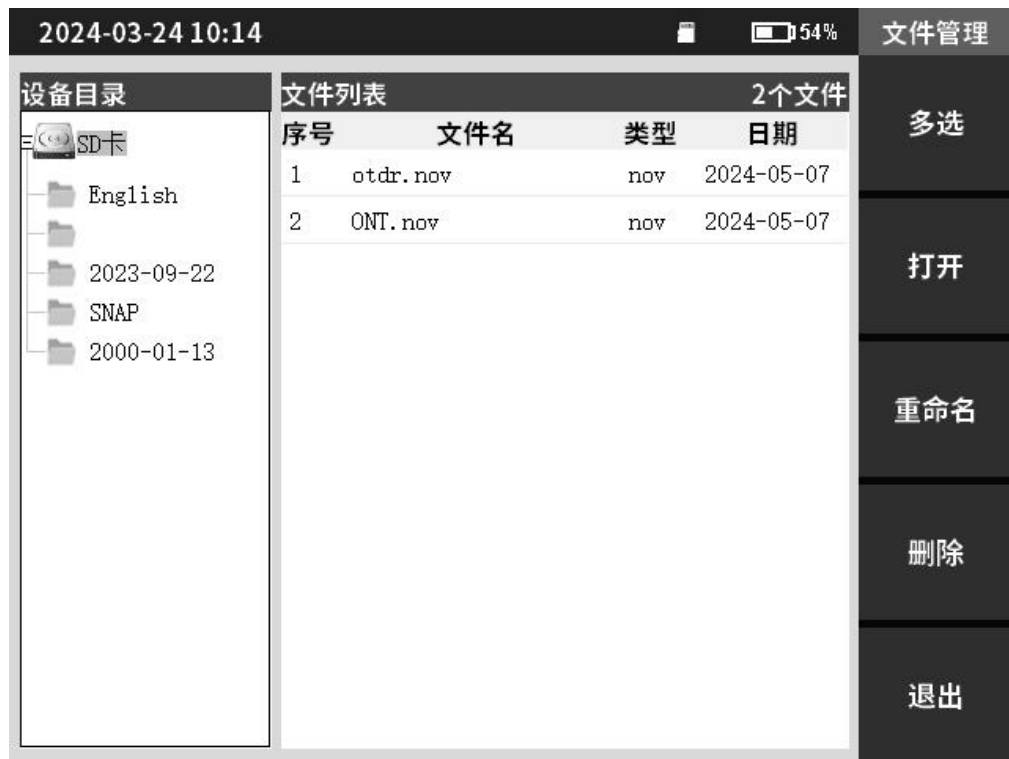 2024-03-24 10:14 54% 文件管理
设备目录
SD卡
English
2023-09-22
SNAP
2000-01-13
文件列表 2个文件
序号 文件名 类型 日期
1 otdr.nov nov 2024-05-07
2 ONT.nov nov 2024-05-07
多选
打开
重命名
删除
退出